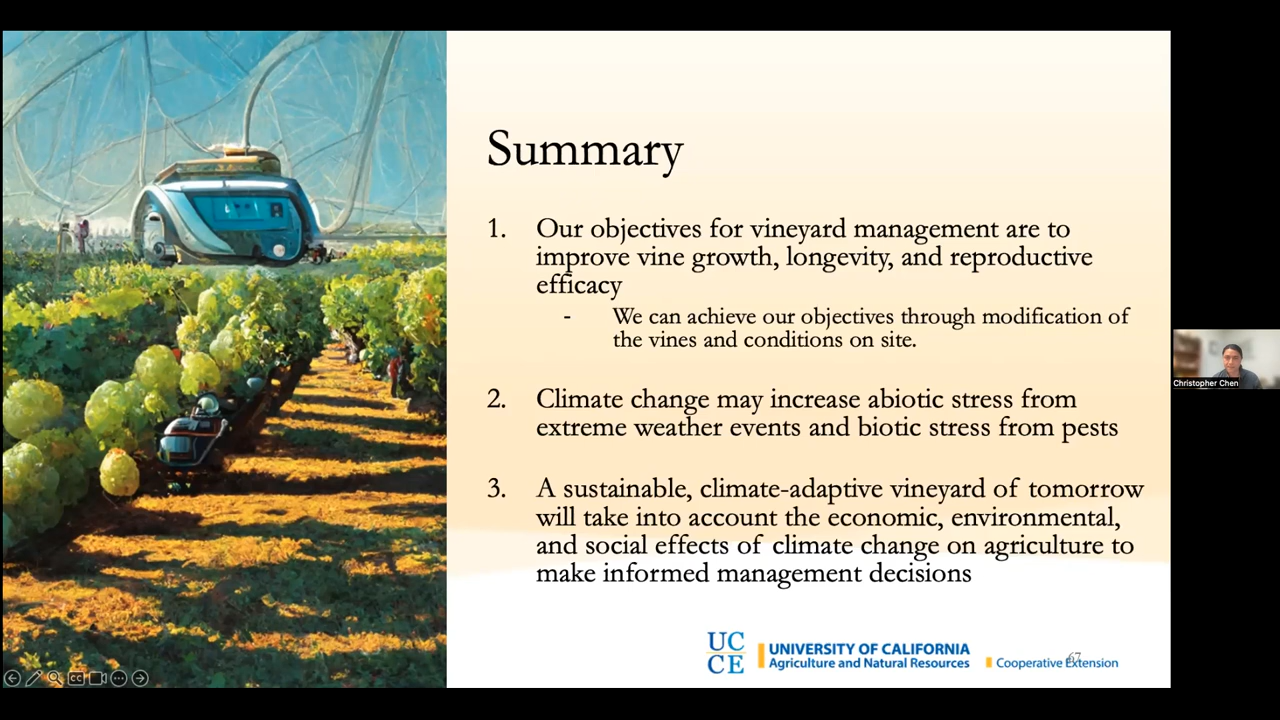 Summary
1. Our objectives for vineyard management are to
improve vine growth, longevity, and reproductive
efficacy
- We can achieve our objectives through modification of
the vines and conditions on site.
2. Climate change may increase abiotic stress from
extreme weather events and biotic stress from pests
3. A sustainable, climate-adaptive vineyard of tomorrow
will take into account the economic, environmental,
and social effects of climate change on agriculture to
make informed management decisions
Christopher Chen
UC
CE
UNIVERSITY OF CALIFORNIA
Agriculture and Natural Resources
Cooperative Extension
67
CC